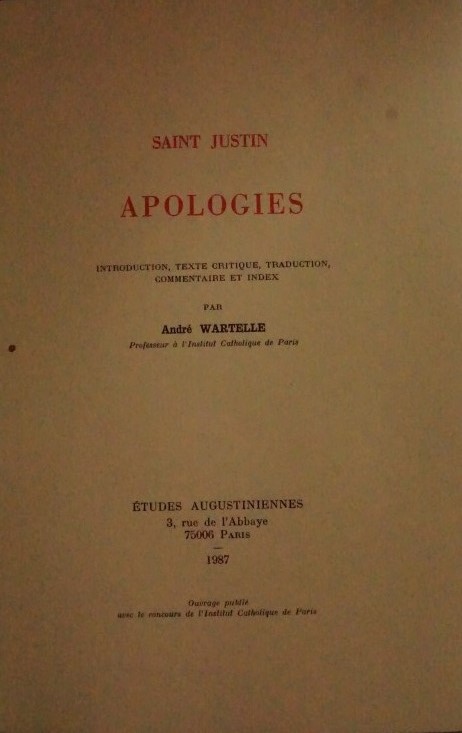 SAINT JUSTIN
APOLOGIES
INTRODUCTION, TEXTE CRITIQUE, TRADUCTION,
COMMENTAIRE ET INDEX
PAR
André WARTELLE
Professeur à l'Institut Catholique de Paris
ÉTUDES AUGUSTINIENNES
3, rue de l'Abbaye
75006 PARIS
—
1987
Ouvrage publié
avec le concours de l'Institut Catholique de Paris